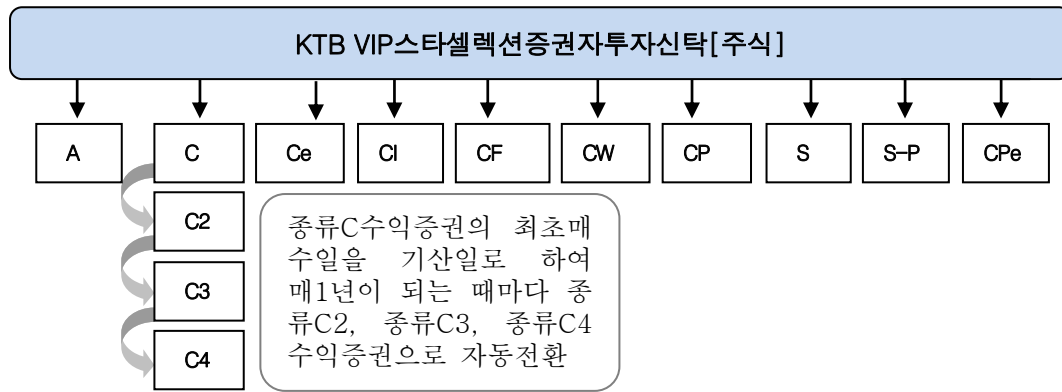 KTB VIP스타셀렉션증권자투자신탁[주식]
A
C
Ce
CI
CF
CW
CP
S
S-P
CPe
C2
C3
C4
종류C수익증권의 최초매
수일을 기산일로 하여
매1년이 되는 때마다 종
류C2, 종류C3, 종류C4
수익증권으로 자동전환